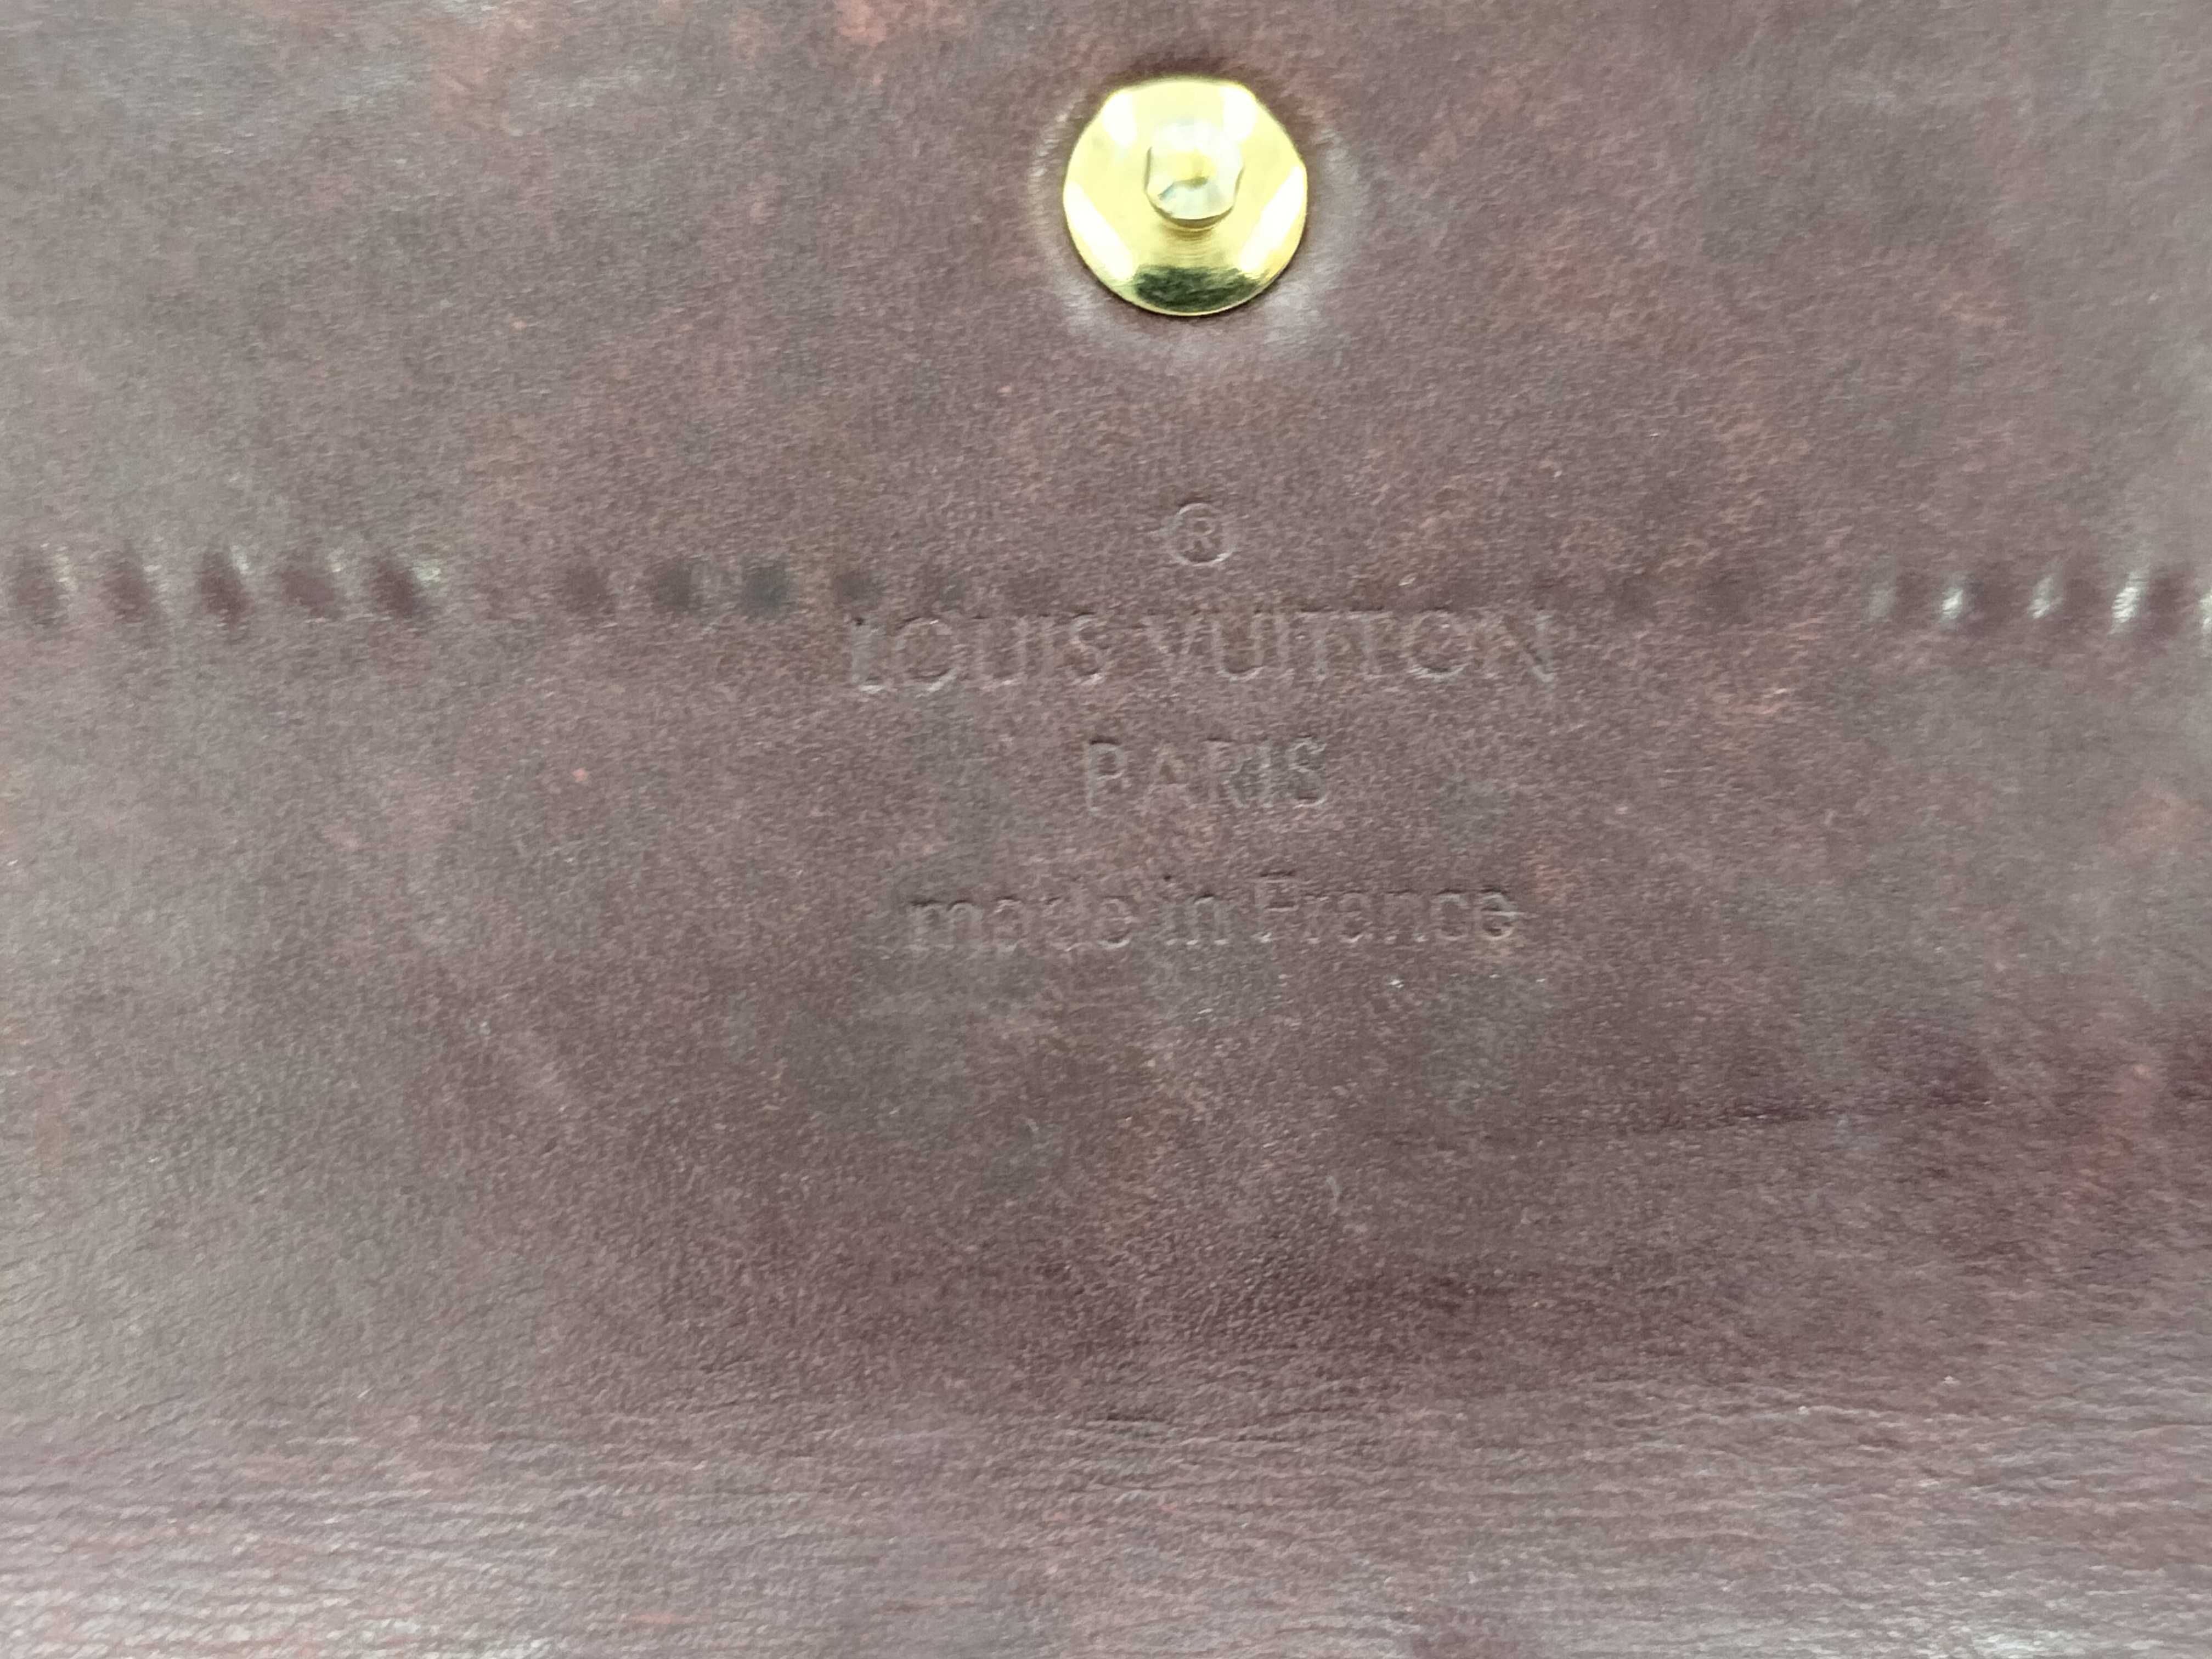 ®
LOUIS VUITTON
PARIS
made in France